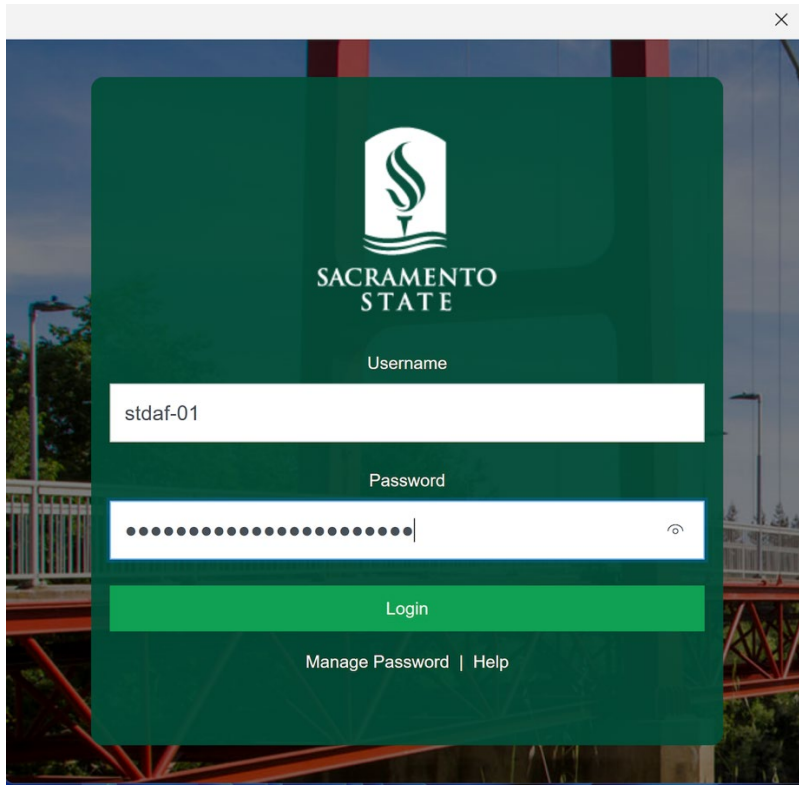 SACRAMENTO
STATE
Username
stdaf-01
Password
●●●●●●●●●●●●●●●●●●●●●●●
Login
Manage Password | Help